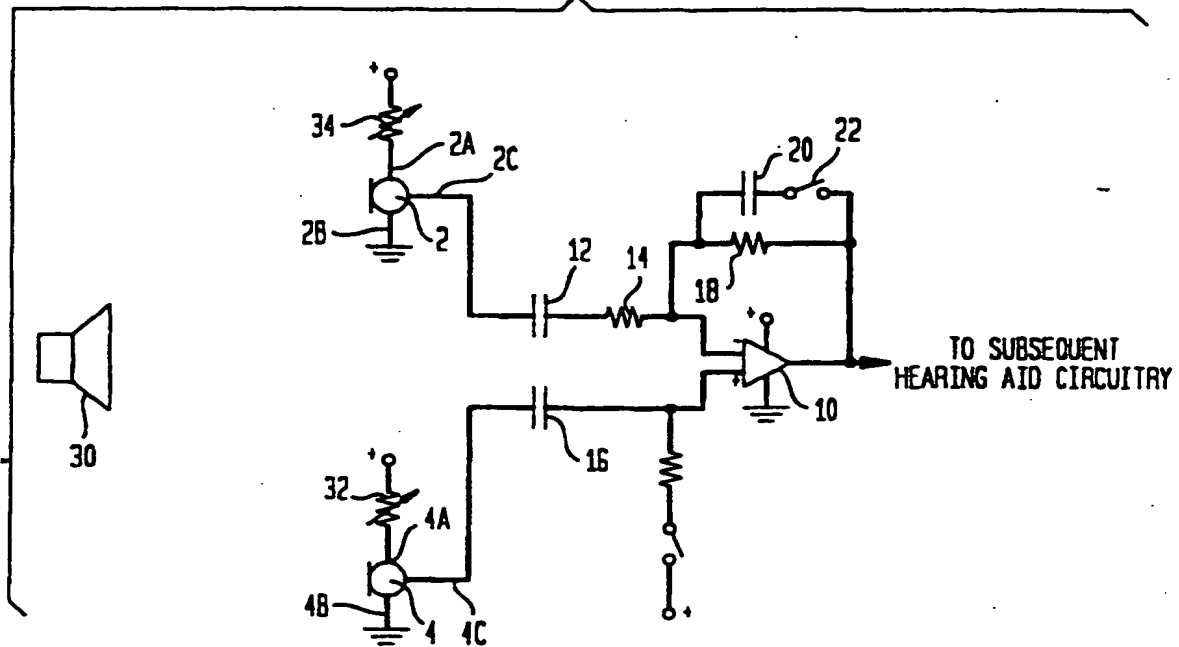 +
34
2A
2C
20
22
2B
2
12
14
18
+
-
TO SUBSEQUENT
HEARING AID CIRCUITRY
+
10
30
16
+
32
4A
4B
4
4C
+